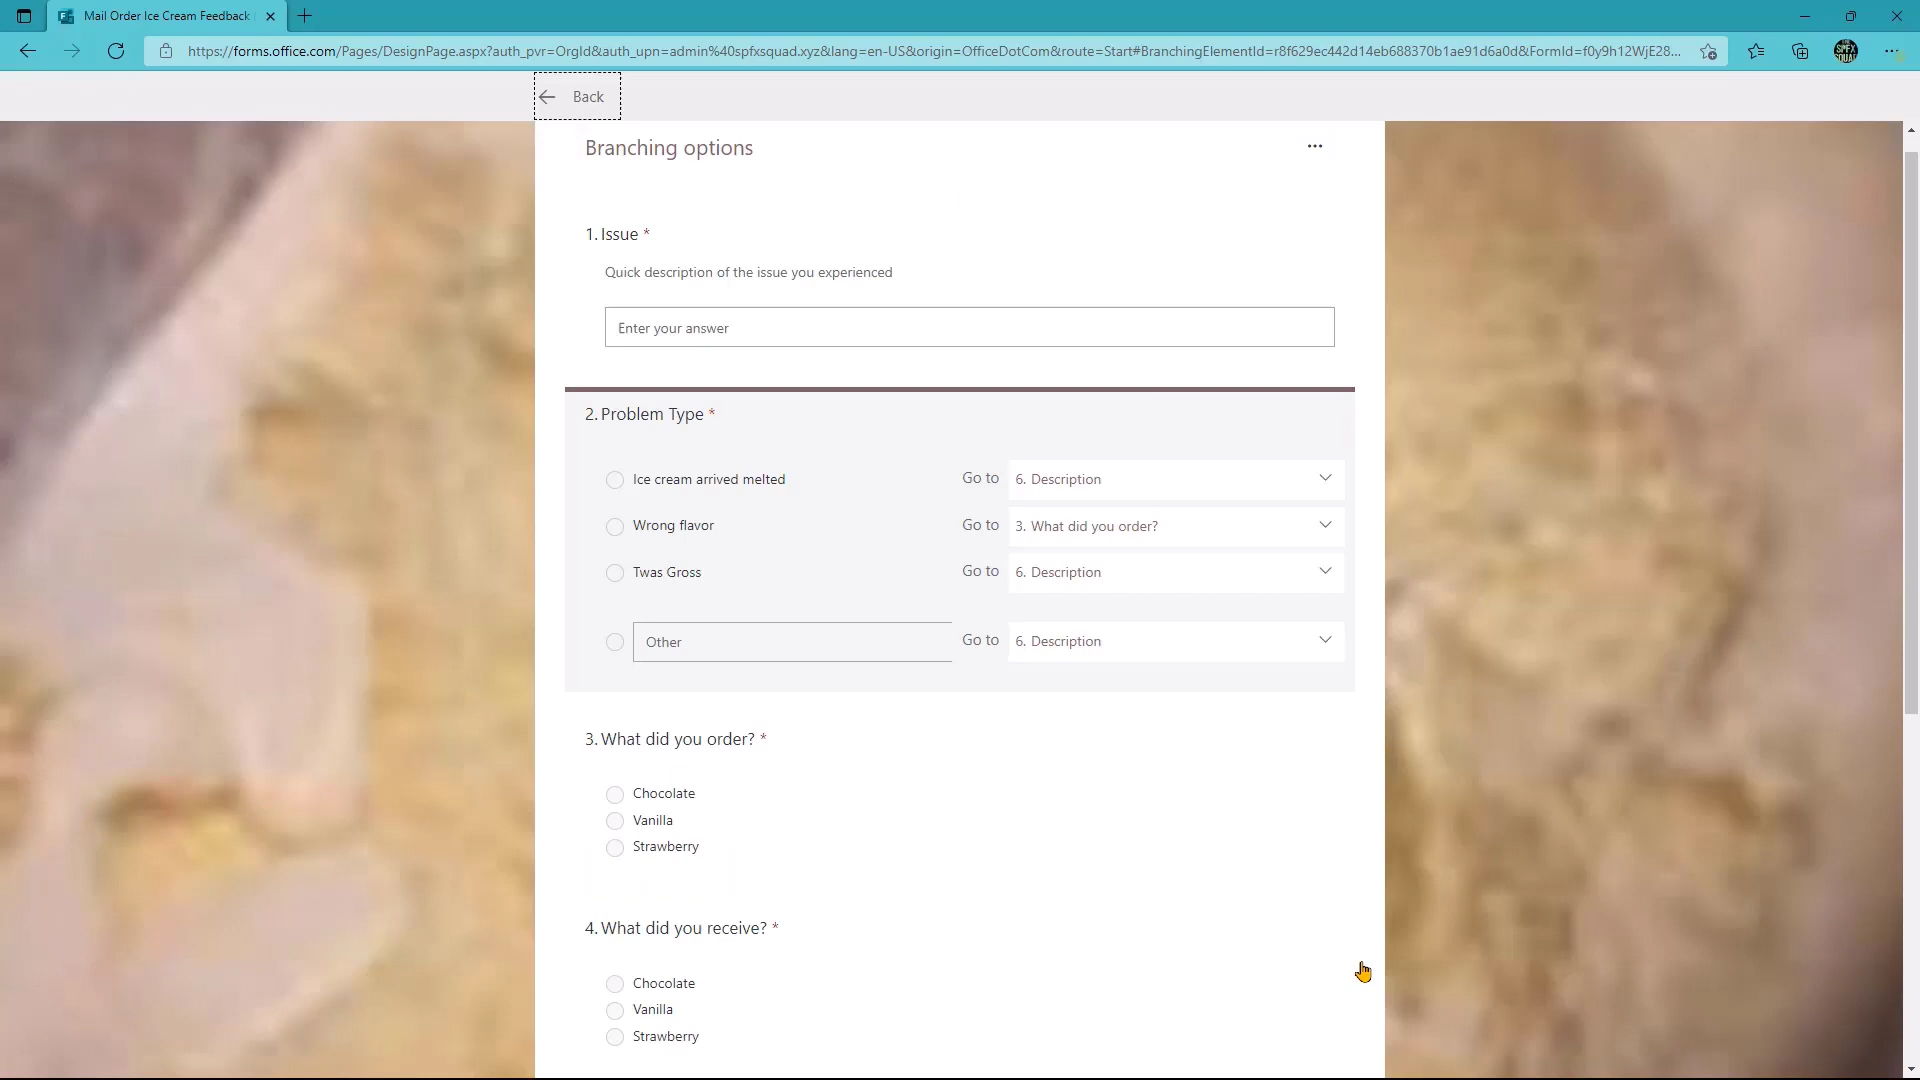 Mail Order Ice Cream Feedback
https://forms.office.com/Pages/DesignPage.aspx?auth_pvr=OrgId&auth_upn=admin%40spfxsquad.xyz&lang=en-US&origin=OfficeDotCom&route=Start#BranchingElementId=r8f629ec442d14eb688370b1ae91d6a0d&FormId=f0y9h12WjE28...
SPFX SQUAD
Back
Branching options
1. Issue *
Quick description of the issue you experienced
Enter your answer
2. Problem Type *
Ice cream arrived melted Go to 6. Description
Wrong flavor Go to 3. What did you order?
Twas Gross Go to 6. Description
Other Go to 6. Description
3. What did you order? *
Chocolate
Vanilla
Strawberry
4. What did you receive? *
Chocolate
Vanilla
Strawberry